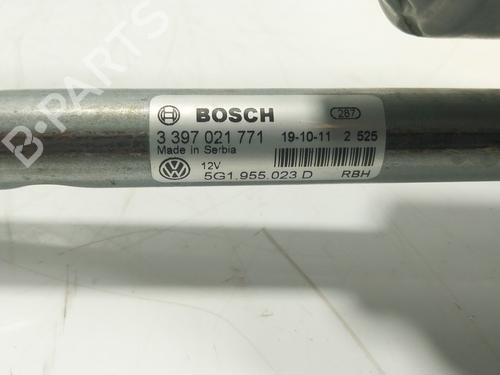 BOSCH 287
3 397 021 771 19-10-11 2 525
Made in Serbia
12V
5G1.955.023 D RBH
B-PARTS